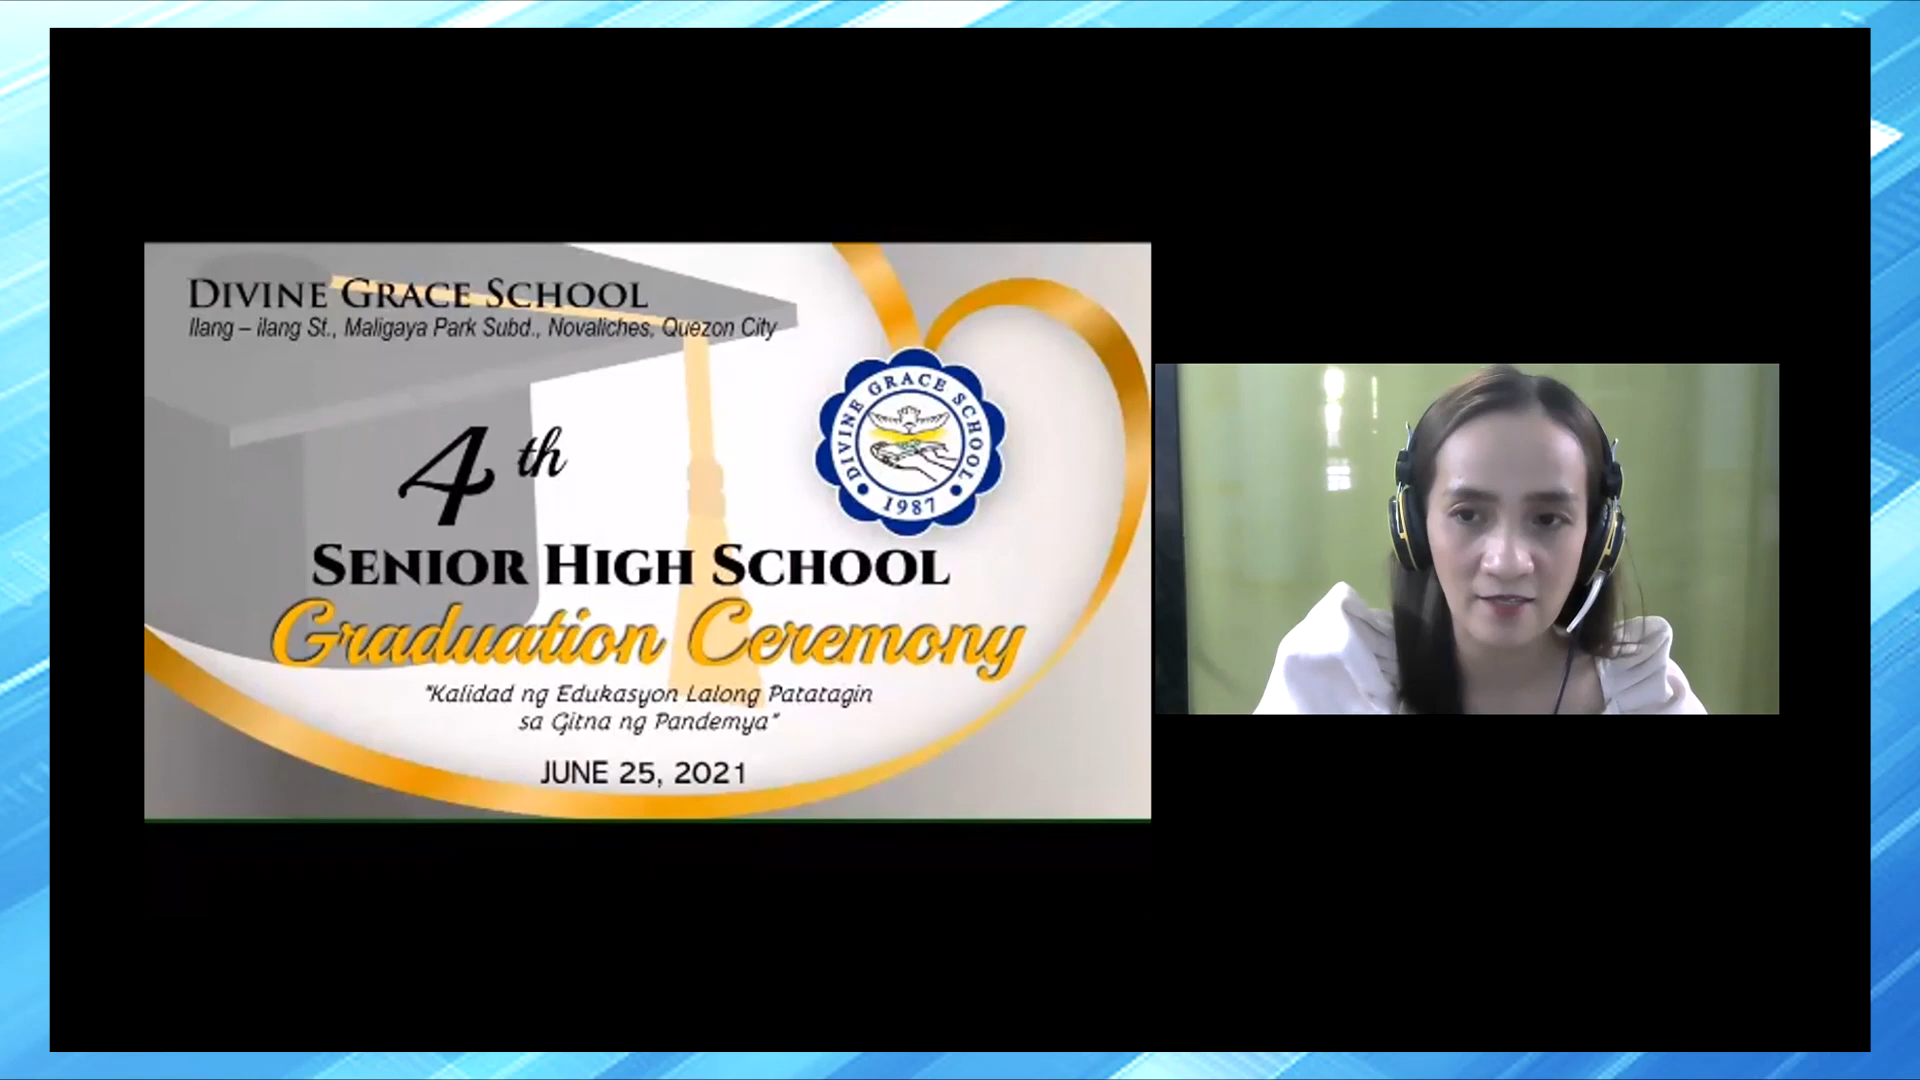 DIVINE GRACE SCHOOL
Ilang – ilang St., Maligaya Park Subd., Novaliches, Quezon City
DIVINE GRACE SCHOOL
1987
4th
SENIOR HIGH SCHOOL
Graduation Ceremony
"Kalidad ng Edukasyon Lalong Patatagin
sa Gitna ng Pandemya"
JUNE 25, 2021